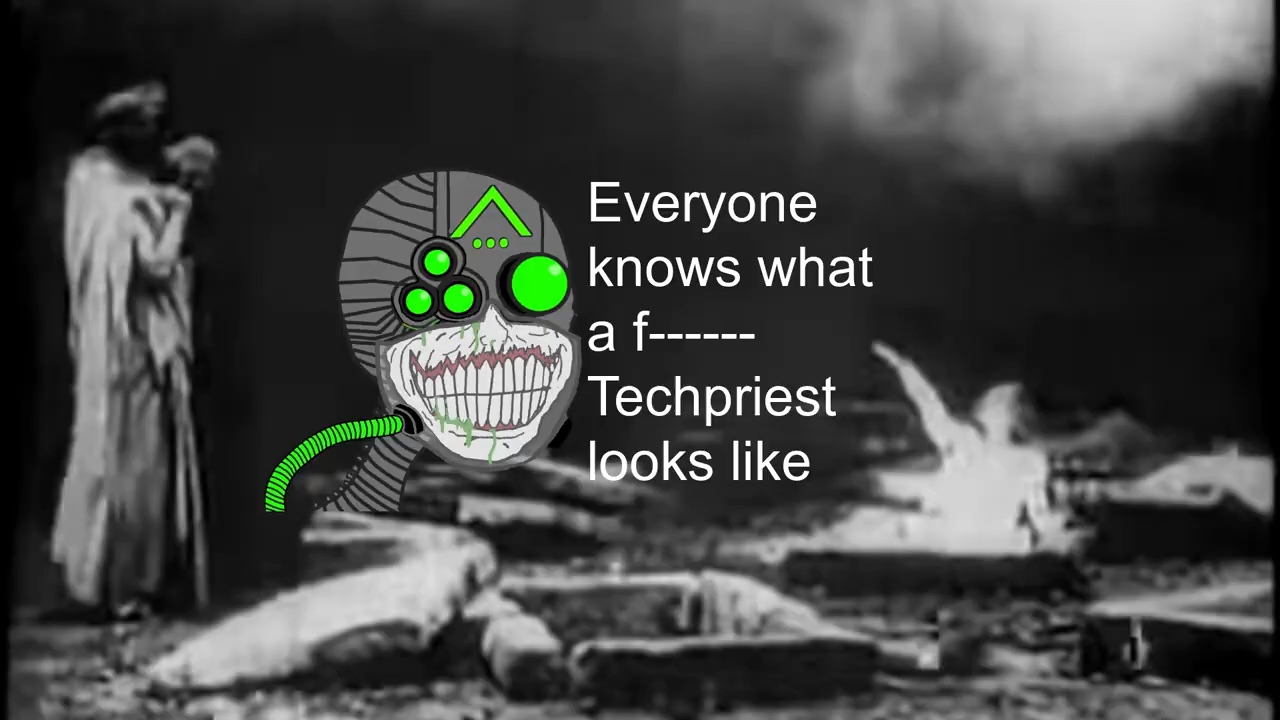 Everyone
knows what
a f------
Techpriest
looks like